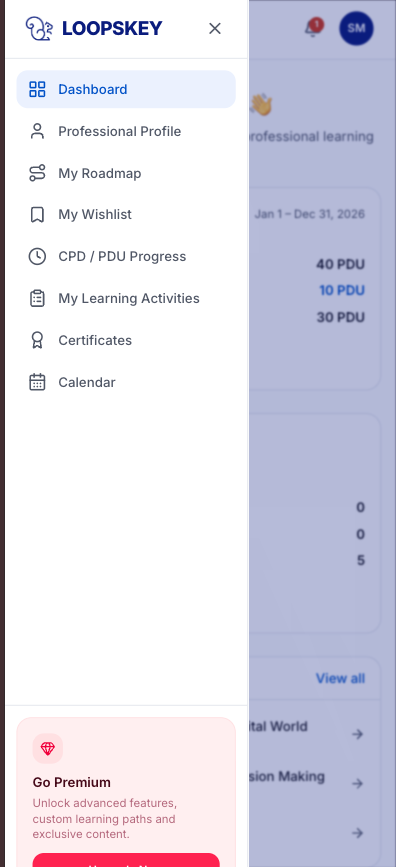 LOOPSKEY
1
SM
Dashboard
Professional Profile
rofessional learning
My Roadmap
My Wishlist
Jan 1 – Dec 31, 2026
CPD / PDU Progress
40 PDU
10 PDU
My Learning Activities
30 PDU
Certificates
Calendar
0
0
5
View all
ital World
Go Premium
sion Making
Unlock advanced features,
custom learning paths and
exclusive content.